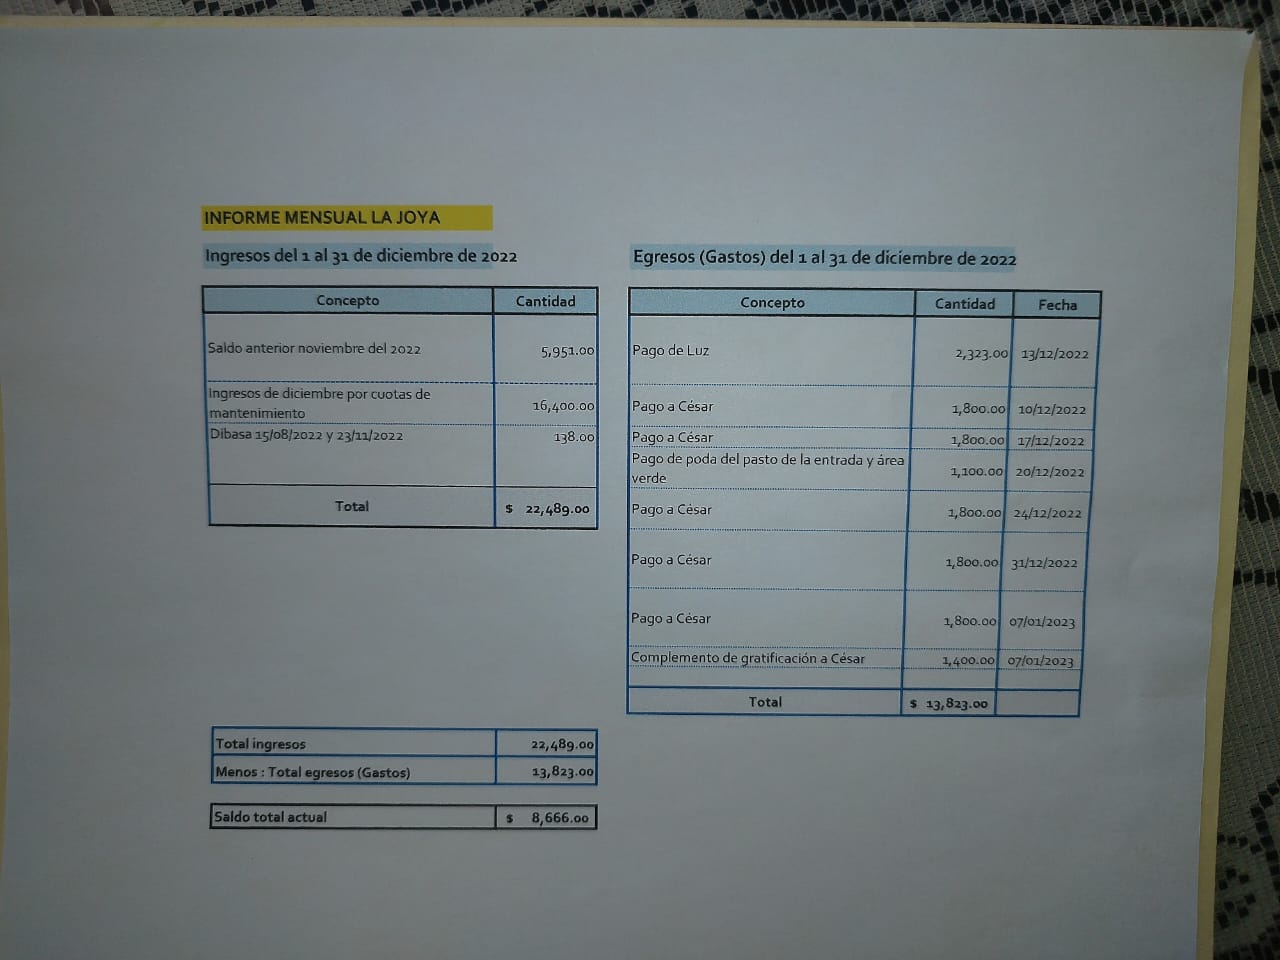 INFORME MENSUAL LA JOYA
Ingresos del 1 al 31 de diciembre de 2022
Concepto Cantidad
Saldo anterior noviembre del 2022 5,951.00
Ingresos de diciembre por cuotas de
mantenimiento 16,400.00
Dibasa 15/08/2022 y 23/11/2022 138.00
Total $ 22,489.00
Egresos (Gastos) del 1 al 31 de diciembre de 2022
Concepto Cantidad Fecha
Pago de Luz 2,323.00 13/12/2022
Pago a César 1,800.00 10/12/2022
Pago a César 1,800.00 17/12/2022
Pago de poda del pasto de la entrada y área
verde 1,100.00 20/12/2022
Pago a César 1,800.00 24/12/2022
Pago a César 1,800.00 31/12/2022
Pago a César 1,800.00 07/01/2023
Complemento de gratificación a César 1,400.00 07/01/2023
Total $ 13,823.00
Total ingresos 22,489.00
Menos : Total egresos (Gastos) 13,823.00
Saldo total actual $ 8,666.00